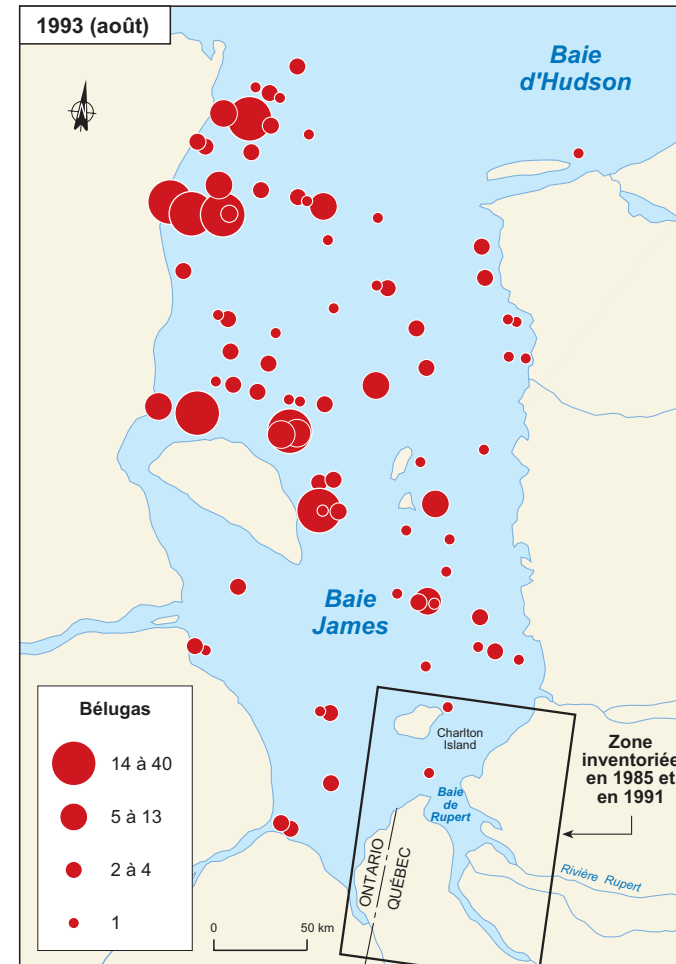 1993 (août)
Baie
d'Hudson
Baie
James
Charlton
Island
Baie
de
Rupert
Zone
inventoriée
en 1985 et
en 1991
Rivière Rupert
ONTARIO
QUÉBEC
Bélugas
14 à 40
5 à 13
2 à 4
1
0
50 km